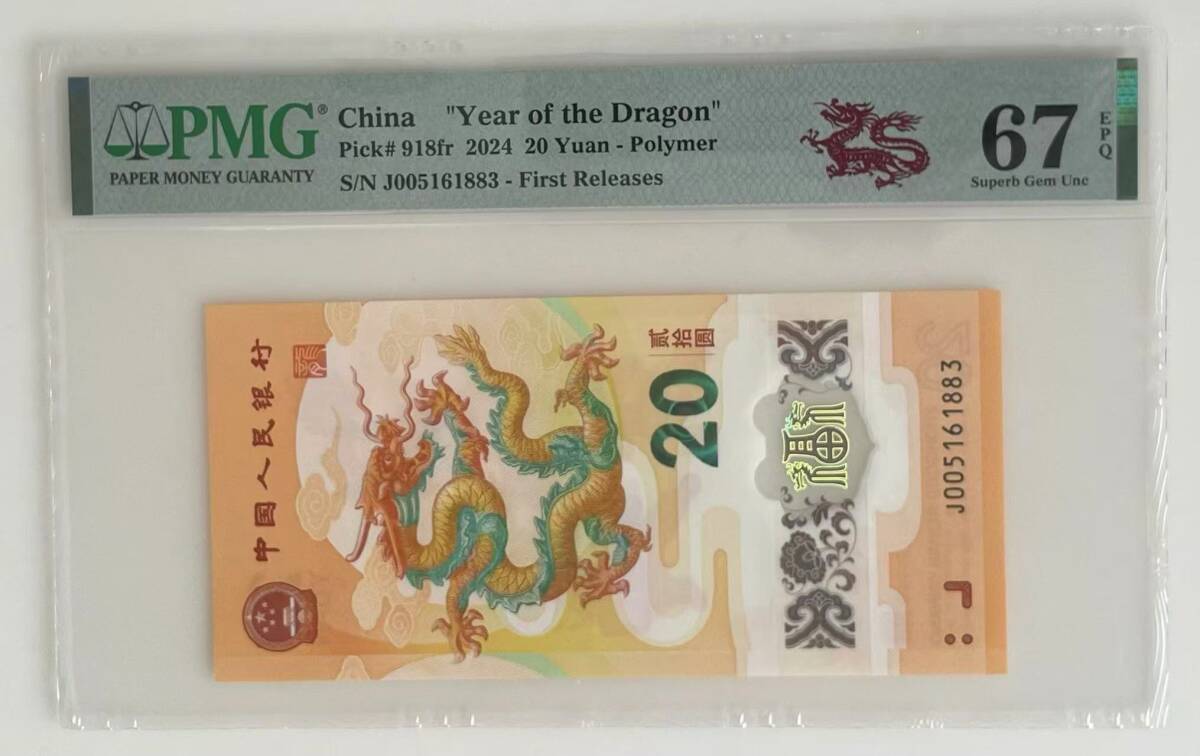 PMG®
PAPER MONEY GUARANTY
China "Year of the Dragon"
Pick# 918fr 2024 20 Yuan - Polymer
S/N J005161883 - First Releases
67
EPQ
Superb Gem Unc
中国人民银行
贰拾圆
20
J005161883